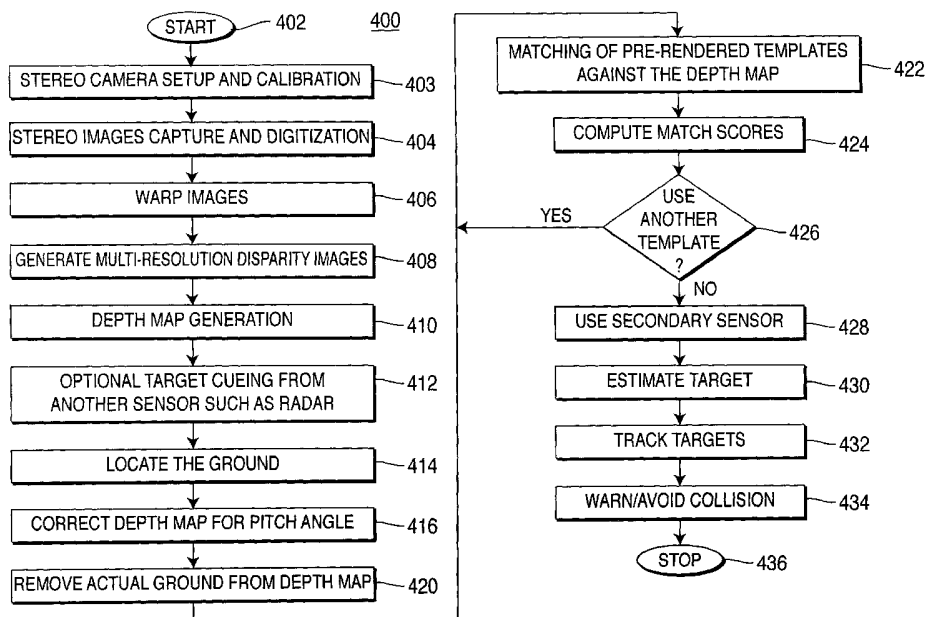 START
402
400
STEREO CAMERA SETUP AND CALIBRATION
403
STEREO IMAGES CAPTURE AND DIGITIZATION
404
WARP IMAGES
406
GENERATE MULTI-RESOLUTION DISPARITY IMAGES
408
DEPTH MAP GENERATION
410
OPTIONAL TARGET CUEING FROM
ANOTHER SENSOR SUCH AS RADAR
412
LOCATE THE GROUND
414
CORRECT DEPTH MAP FOR PITCH ANGLE
416
REMOVE ACTUAL GROUND FROM DEPTH MAP
420
MATCHING OF PRE-RENDERED TEMPLATES
AGAINST THE DEPTH MAP
422
COMPUTE MATCH SCORES
424
USE
ANOTHER
TEMPLATE
?
426
YES
NO
USE SECONDARY SENSOR
428
ESTIMATE TARGET
430
TRACK TARGETS
432
WARN/AVOID COLLISION
434
STOP
436